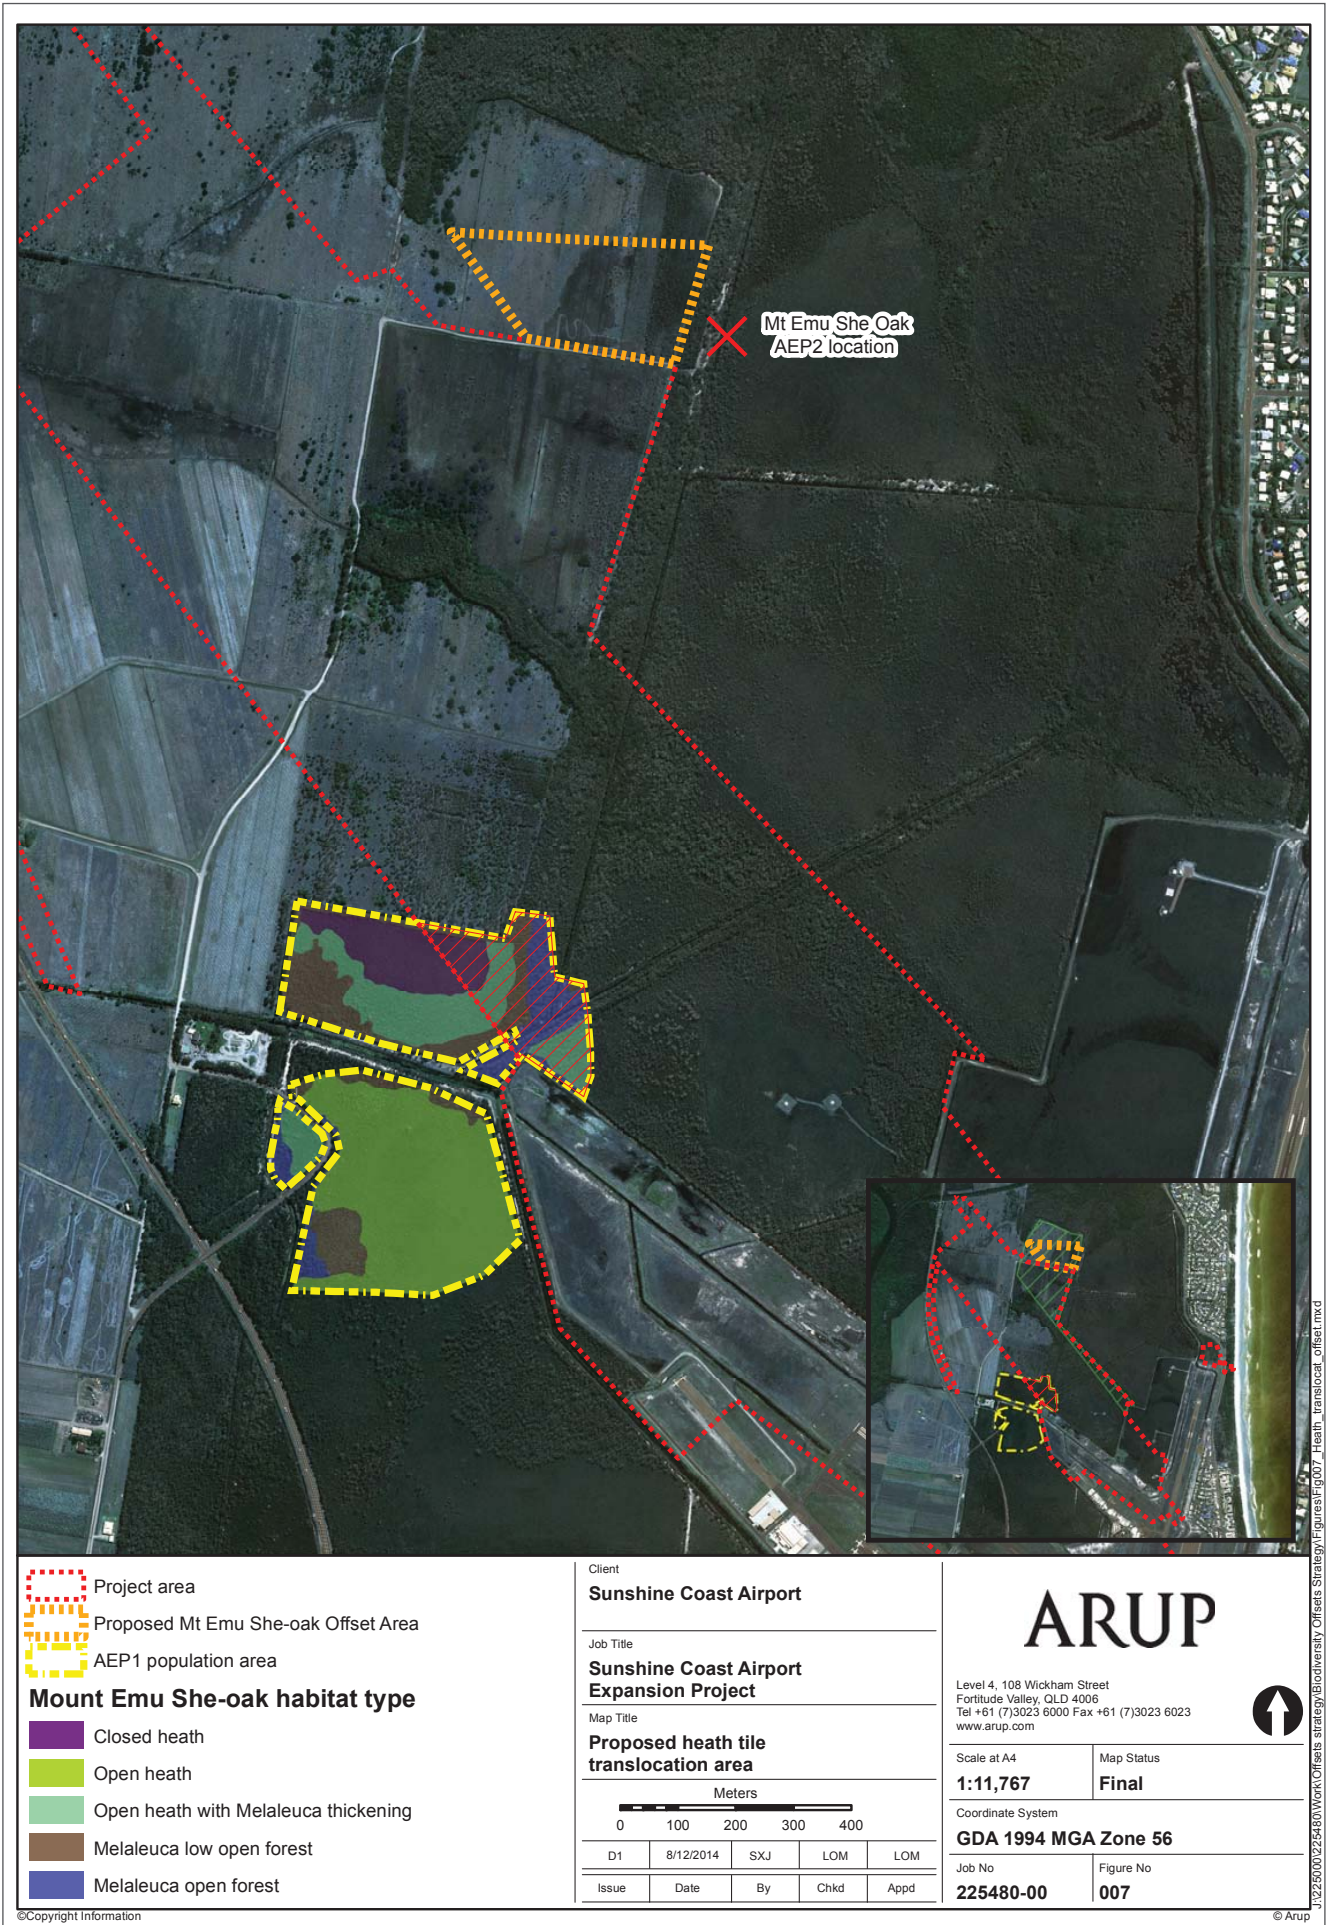 Mt Emu She Oak
AEP2 location
Project area
Proposed Mt Emu She-oak Offset Area
AEP1 population area
Mount Emu She-oak habitat type
Closed heath
Open heath
Open heath with Melaleuca thickening
Melaleuca low open forest
Melaleuca open forest
Client
Sunshine Coast Airport
Job Title
Sunshine Coast Airport
Expansion Project
Map Title
Proposed heath tile
translocation area
Meters
0 100 200 300 400
D1 8/12/2014 SXJ LOM LOM
Issue Date By Chkd Appd
ARUP
Level 4, 108 Wickham Street
Fortitude Valley, QLD 4006
Tel +61 (7)3023 6000 Fax +61 (7)3023 6023
www.arup.com
Scale at A4 Map Status
1:11,767 Final
Coordinate System
GDA 1994 MGA Zone 56
Job No Figure No
225480-00 007
J:\225000\225480\Work\Offsets strategy\Biodiversity Offsets Strategy\Figures\Fig007_Heath_translocat_offset.mxd
©Copyright Information © Arup